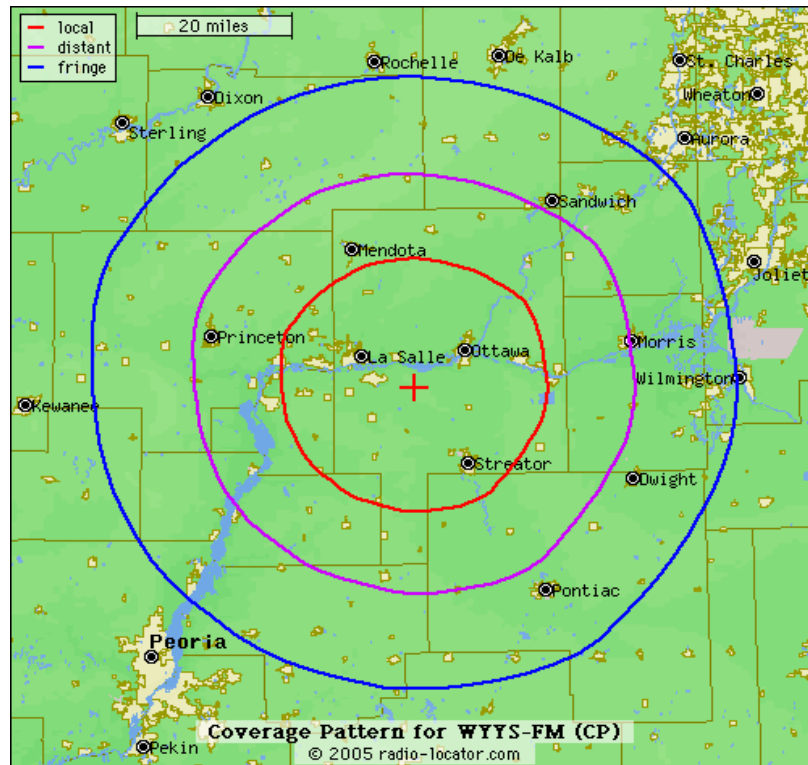 local
distant
fringe
20 miles
Rochelle
De Kalb
St. Charles
Wheaton
Dixon
Sterling
Aurora
Sandwich
Mendota
Joliet
Princeton
La Salle
Ottawa
Morris
Wilmington
Kewanee
Streator
Dwight
Pontiac
Peoria
Pekin
Coverage Pattern for WYYS-FM (CP)
© 2005 radio-locator.com